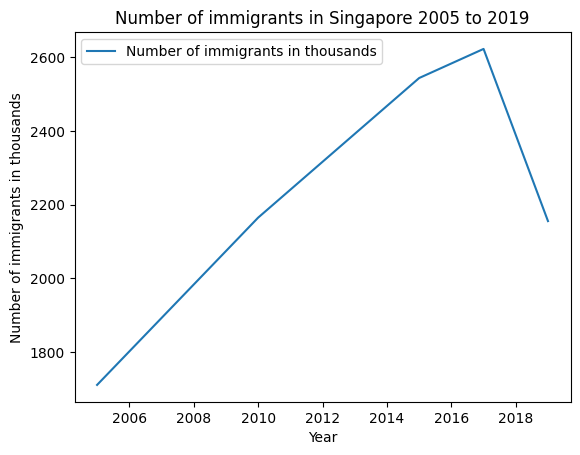 Number of immigrants in Singapore 2005 to 2019
Number of immigrants in thousands
Number of immigrants in thousands
2600
2400
2200
2000
1800
2006 2008 2010 2012 2014 2016 2018
Year